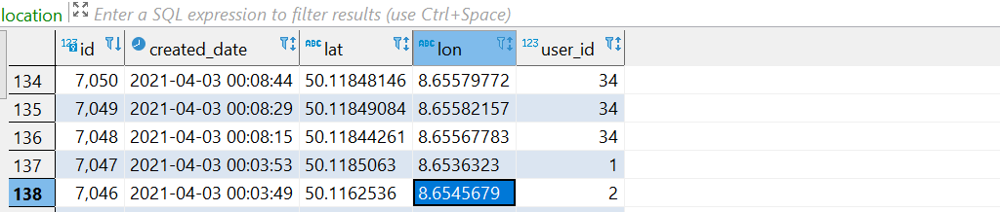 location Enter a SQL expression to filter results (use Ctrl+Space)
123 id created_date ABC lat ABC lon 123 user_id
134 7,050 2021-04-03 00:08:44 50.11848146 8.65579772 34
135 7,049 2021-04-03 00:08:29 50.11849084 8.65582157 34
136 7,048 2021-04-03 00:08:15 50.11844261 8.65567783 34
137 7,047 2021-04-03 00:03:53 50.1185063 8.6536323 1
138 7,046 2021-04-03 00:03:49 50.1162536 8.6545679 2